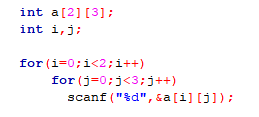 int a[2][3];
int i,j;
for(i=0;i<2;i++)
for(j=0;j<3;j++)
scanf("%d",&a[i][j]);